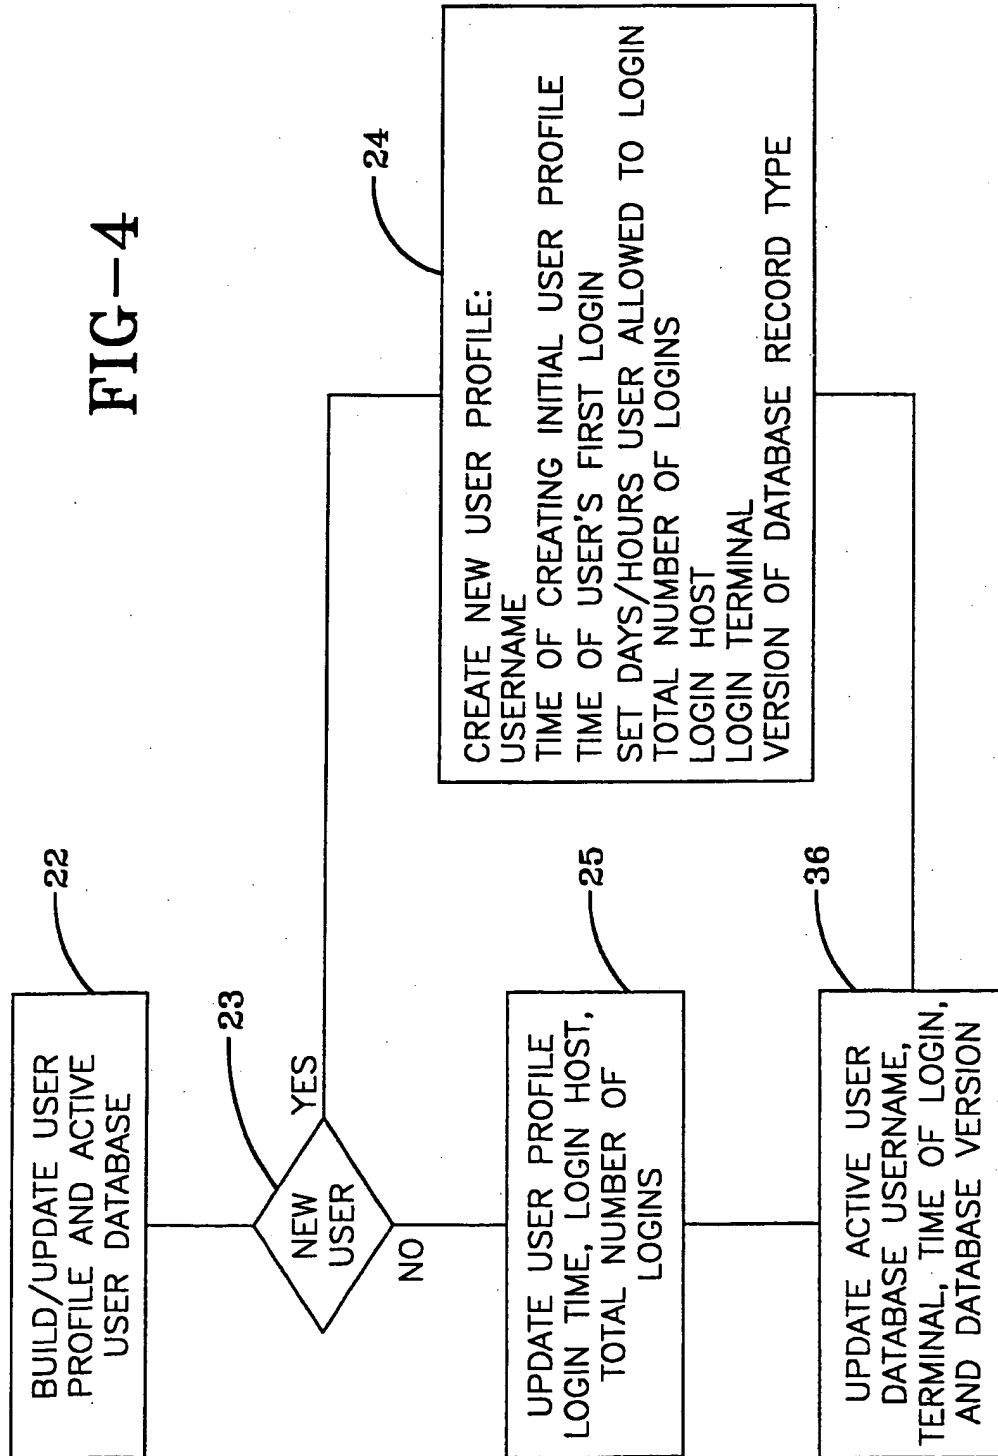 FIG-4
22
BUILD/UPDATE USER
PROFILE AND ACTIVE
USER DATABASE
23
NEW
USER
YES
NO
24
CREATE NEW USER PROFILE:
USERNAME
TIME OF CREATING INITIAL USER PROFILE
TIME OF USER'S FIRST LOGIN
SET DAYS/HOURS USER ALLOWED TO LOGIN
TOTAL NUMBER OF LOGINS
LOGIN HOST
LOGIN TERMINAL
VERSION OF DATABASE RECORD TYPE
25
UPDATE USER PROFILE
LOGIN TIME, LOGIN HOST,
TOTAL NUMBER OF
LOGINS
36
UPDATE ACTIVE USER
DATABASE USERNAME,
TERMINAL, TIME OF LOGIN,
AND DATABASE VERSION